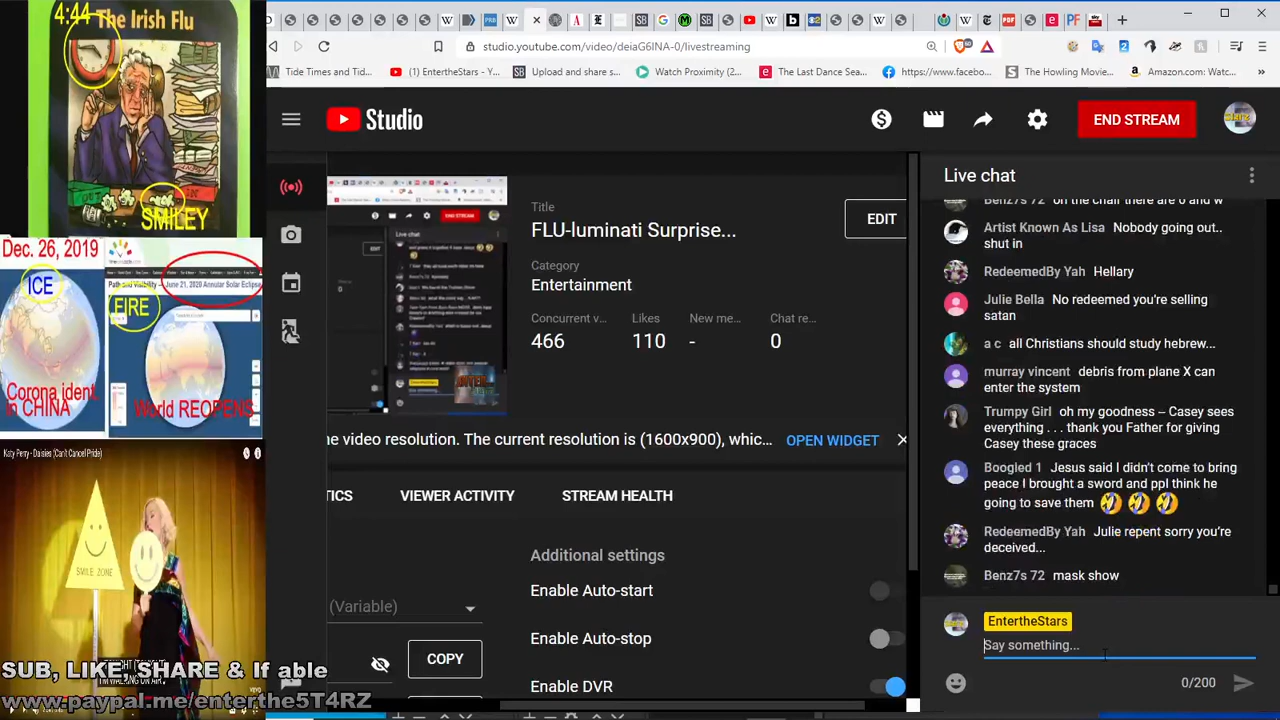 4:44
The Irish Flu
OUT
IN
SMILEY
Dec. 26, 2019
ICE
Path and Visibility — June 21, 2020 Annular Solar Eclipse
FIRE
Corona ident.
in CHINA
World REOPENS
Katy Perry - Daisies (Can't Cancel Pride)
SMILE ZONE
I'M WALKING ON AIR
SUB, LIKE, SHARE & If able
www.paypal.me/enterthe5T4RZ
studio.youtube.com/video/deiaG6INA-0/livestreaming
Tide Times and Tid...
(1) EntertheStars - Y...
Upload and share s...
Watch Proximity (2...
The Last Dance Sea...
https://www.facebo...
The Howling Movie...
Amazon.com: Watc...
Studio
END STREAM
Title
FLU-luminati Surprise...
EDIT
Category
Entertainment
Concurrent v...
Likes
New me...
Chat re...
466
110
-
0
he video resolution. The current resolution is (1600x900), whic...
OPEN WIDGET
TICS
VIEWER ACTIVITY
STREAM HEALTH
Additional settings
Enable Auto-start
(Variable)
Enable Auto-stop
COPY
Enable DVR
Live chat
Benz7s 72 on the chair there are 6 and w
Artist Known As Lisa Nobody going out..
shut in
RedeemedBy Yah Hellary
Julie Bella No redeemed you're selling
satan
a c all Christians should study hebrew...
murray vincent debris from plane X can
enter the system
Trumpy Girl oh my goodness – Casey sees
everything . . . thank you Father for giving
Casey these graces
Boogled 1 Jesus said I didn't come to bring
peace I brought a sword and ppl think he
going to save them 🤣 🤣 🤣
RedeemedBy Yah Julie repent sorry you're
deceived...
Benz7s 72 mask show
EntertheStars
Say something...
0/200